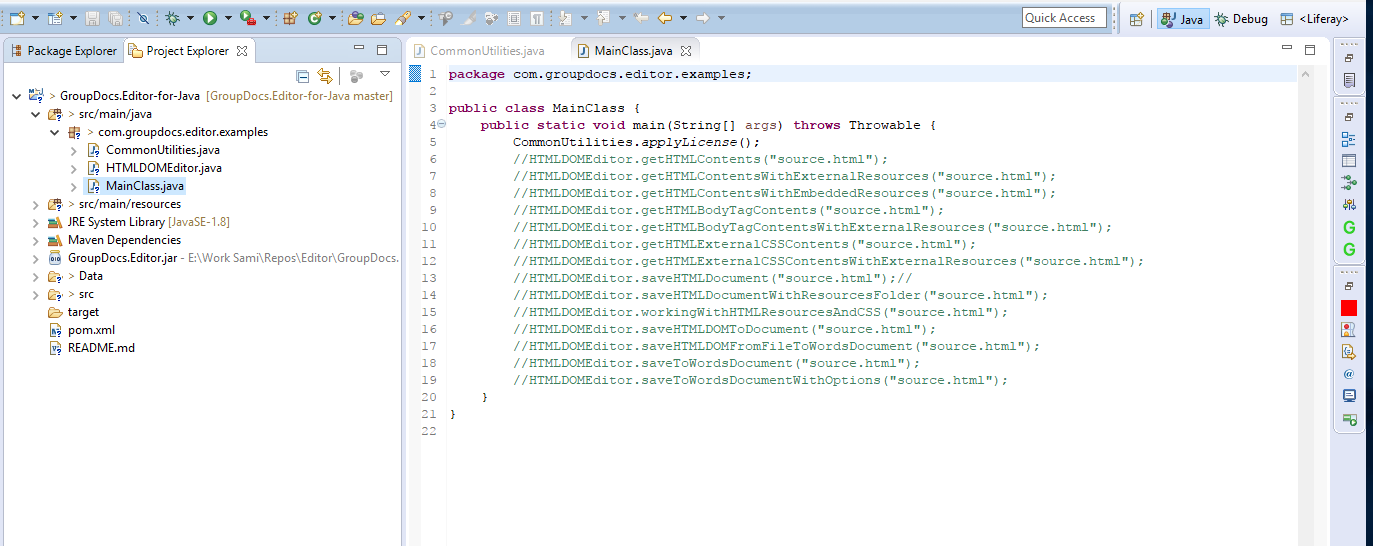 Quick Access
Java
Debug
<Liferay>
Package Explorer
Project Explorer
CommonUtilities.java
MainClass.java
> GroupDocs.Editor-for-Java [GroupDocs.Editor-for-Java master]
> src/main/java
> com.groupdocs.editor.examples
CommonUtilities.java
HTMLDOMEditor.java
MainClass.java
> src/main/resources
JRE System Library [JavaSE-1.8]
Maven Dependencies
GroupDocs.Editor.jar - E:\Work Sami\Repos\Editor\GroupDocs.
> Data
> src
target
pom.xml
README.md
1 package com.groupdocs.editor.examples;
2
3 public class MainClass {
4 public static void main(String[] args) throws Throwable {
5 CommonUtilities.applyLicense();
6 //HTMLDOMEditor.getHTMLContents("source.html");
7 //HTMLDOMEditor.getHTMLContentsWithExternalResources("source.html");
8 //HTMLDOMEditor.getHTMLContentsWithEmbeddedResources("source.html");
9 //HTMLDOMEditor.getHTMLBodyTagContents("source.html");
10 //HTMLDOMEditor.getHTMLBodyTagContentsWithExternalResources("source.html");
11 //HTMLDOMEditor.getHTMLExternalCSSContents("source.html");
12 //HTMLDOMEditor.getHTMLExternalCSSContentsWithExternalResources("source.html");
13 //HTMLDOMEditor.saveHTMLDocument("source.html");//
14 //HTMLDOMEditor.saveHTMLDocumentWithResourcesFolder("source.html");
15 //HTMLDOMEditor.workingWithHTMLResourcesAndCSS("source.html");
16 //HTMLDOMEditor.saveHTMLDOMToDocument("source.html");
17 //HTMLDOMEditor.saveHTMLDOMFromFileToWordsDocument("source.html");
18 //HTMLDOMEditor.saveToWordsDocument("source.html");
19 //HTMLDOMEditor.saveToWordsDocumentWithOptions("source.html");
20 }
21 }
22